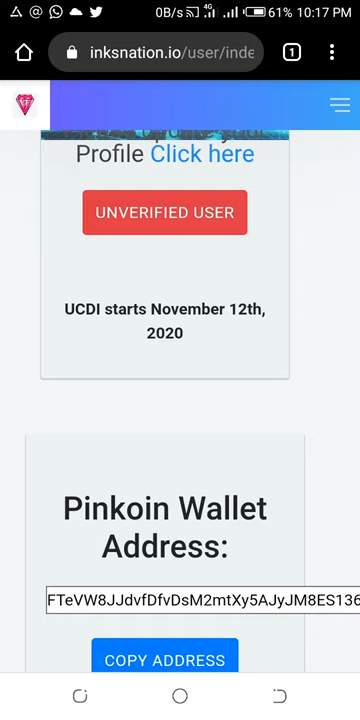 0B/s 4G 61% 10:17 PM
inksnation.io/user/inde
1
Profile Click here
UNVERIFIED USER
UCDI starts November 12th,
2020
Pinkoin Wallet
Address:
FTeVW8JJdvfDfvDsM2mtXy5AJyJM8ES136
COPY ADDRESS